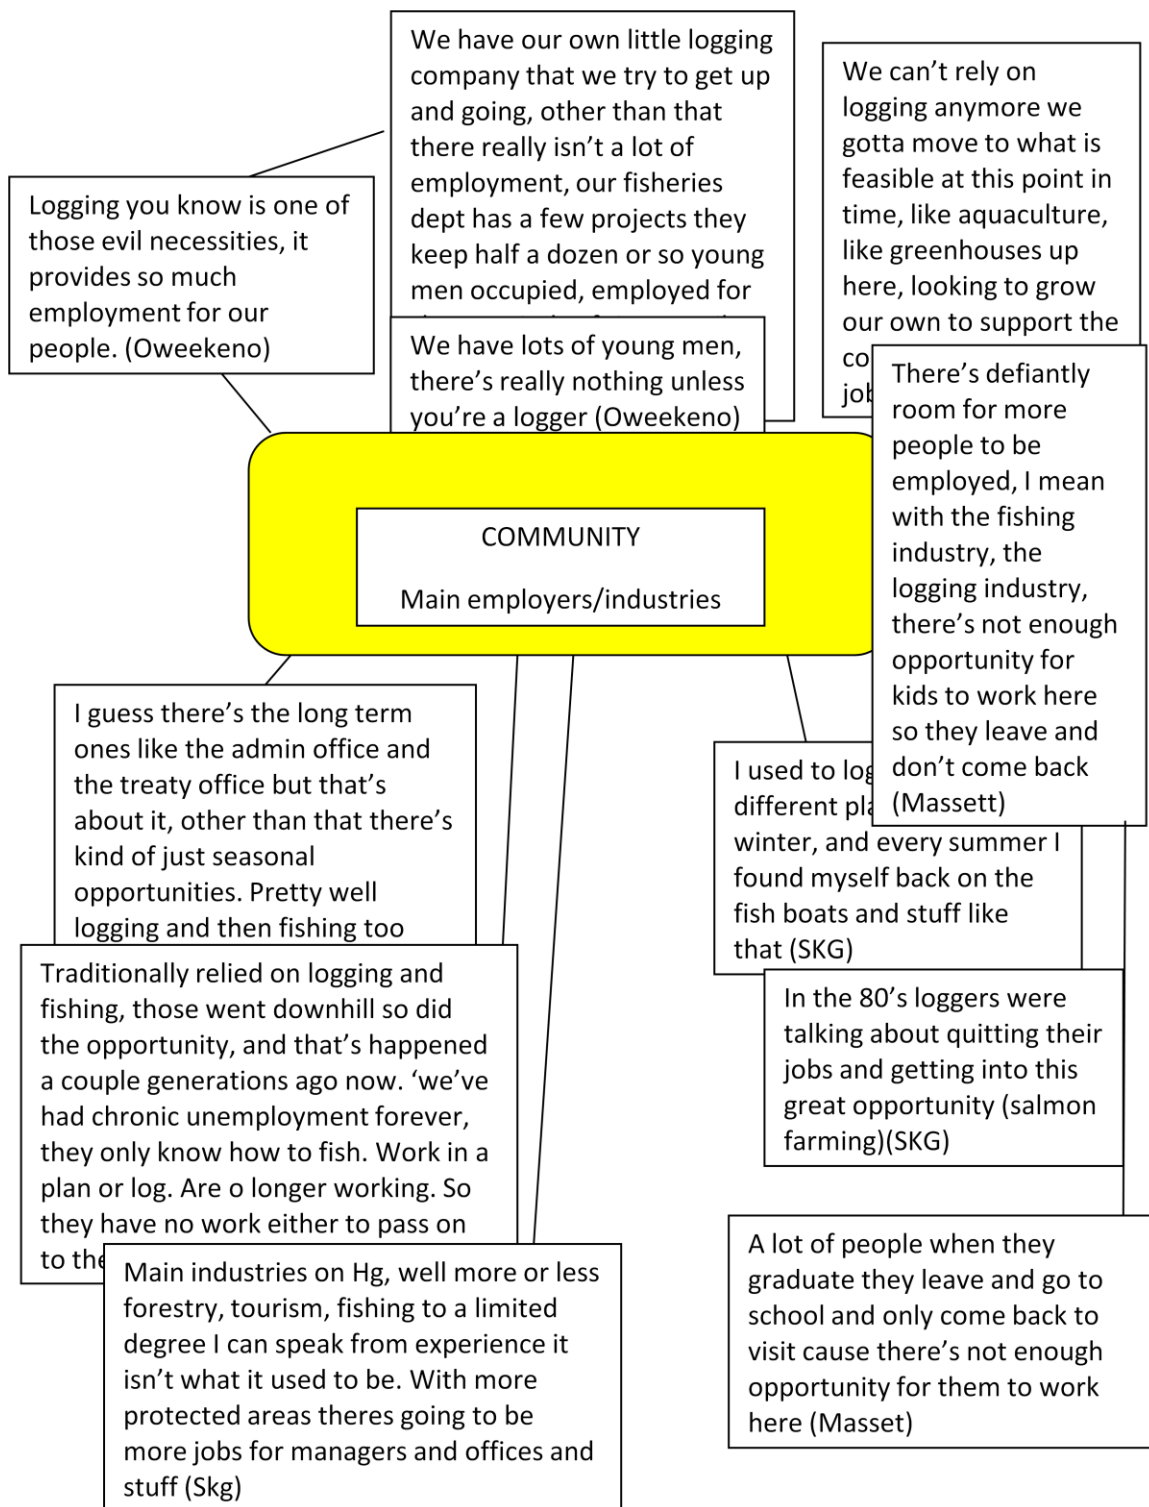 We have our own little logging
company that we try to get up
and going, other than that
there really isn’t a lot of
employment, our fisheries
dept has a few projects they
keep half a dozen or so young
men occupied, employed for
We can’t rely on
logging anymore we
gotta move to what is
feasible at this point in
time, like aquaculture,
like greenhouses up
here, looking to grow
our own to support the
Logging you know is one of
those evil necessities, it
provides so much
employment for our
people. (Oweekeno)
We have lots of young men,
there’s really nothing unless
you’re a logger (Oweekeno)
There’s defiantly
room for more
people to be
employed, I mean
with the fishing
industry, the
logging industry,
there’s not enough
opportunity for
kids to work here
so they leave and
don’t come back
(Massett)
COMMUNITY
Main employers/industries
I guess there’s the long term
ones like the admin office and
the treaty office but that’s
about it, other than that there’s
kind of just seasonal
opportunities. Pretty well
logging and then fishing too
I used to
different
winter, and every summer I
found myself back on the
fish boats and stuff like
that (SKG)
Traditionally relied on logging and
fishing, those went downhill so did
the opportunity, and that’s happened
a couple generations ago now. ‘we’ve
had chronic unemployment forever,
they only know how to fish. Work in a
plan or log. Are o longer working. So
they have no work either to pass on
to
In the 80’s loggers were
talking about quitting their
jobs and getting into this
great opportunity (salmon
farming)(SKG)
Main industries on Hg, well more or less
forestry, tourism, fishing to a limited
degree I can speak from experience it
isn’t what it used to be. With more
protected areas theres going to be
more jobs for managers and offices and
stuff (Skg)
A lot of people when they
graduate they leave and go to
school and only come back to
visit cause there’s not enough
opportunity for them to work
here (Masset)